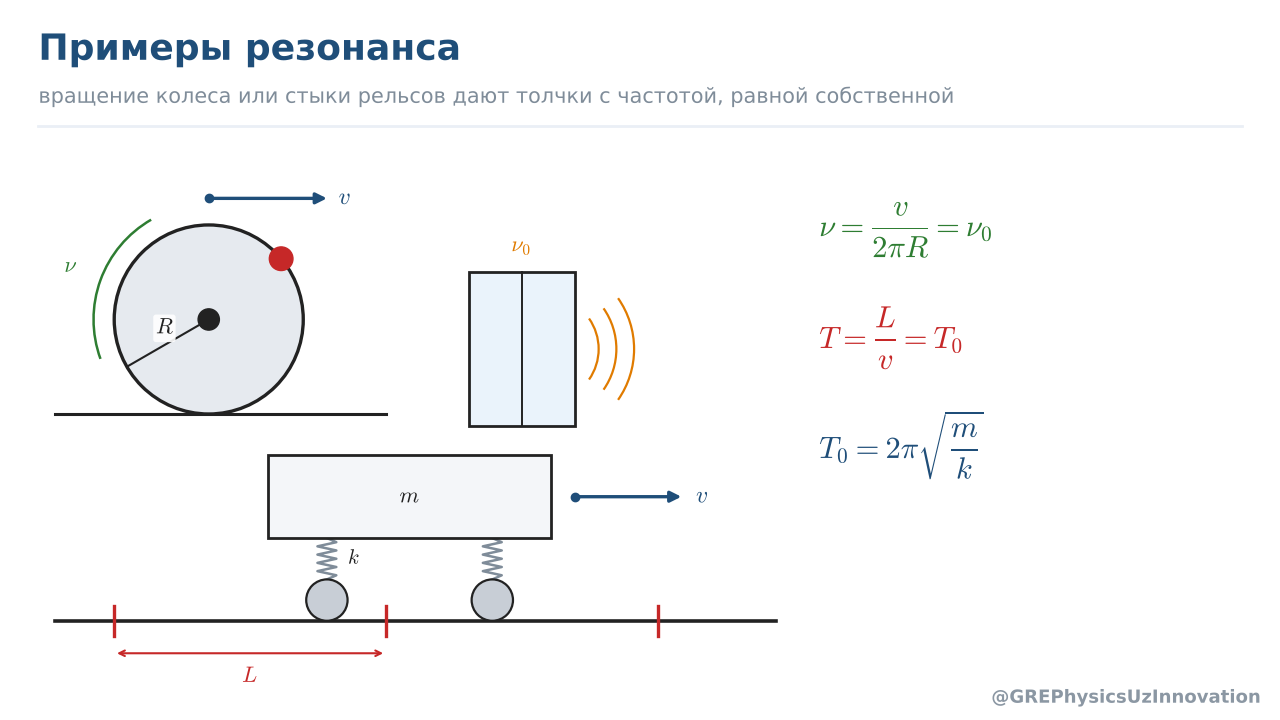 Примеры резонанса
вращение колеса или стыки рельсов дают толчки с частотой, равной собственной
v
ν
R
ν₀
ν = v / 2πR = ν₀
T = L / v = T₀
T₀ = 2π√(m / k)
m
v
k
L
@GREPhysicsUzInnovation